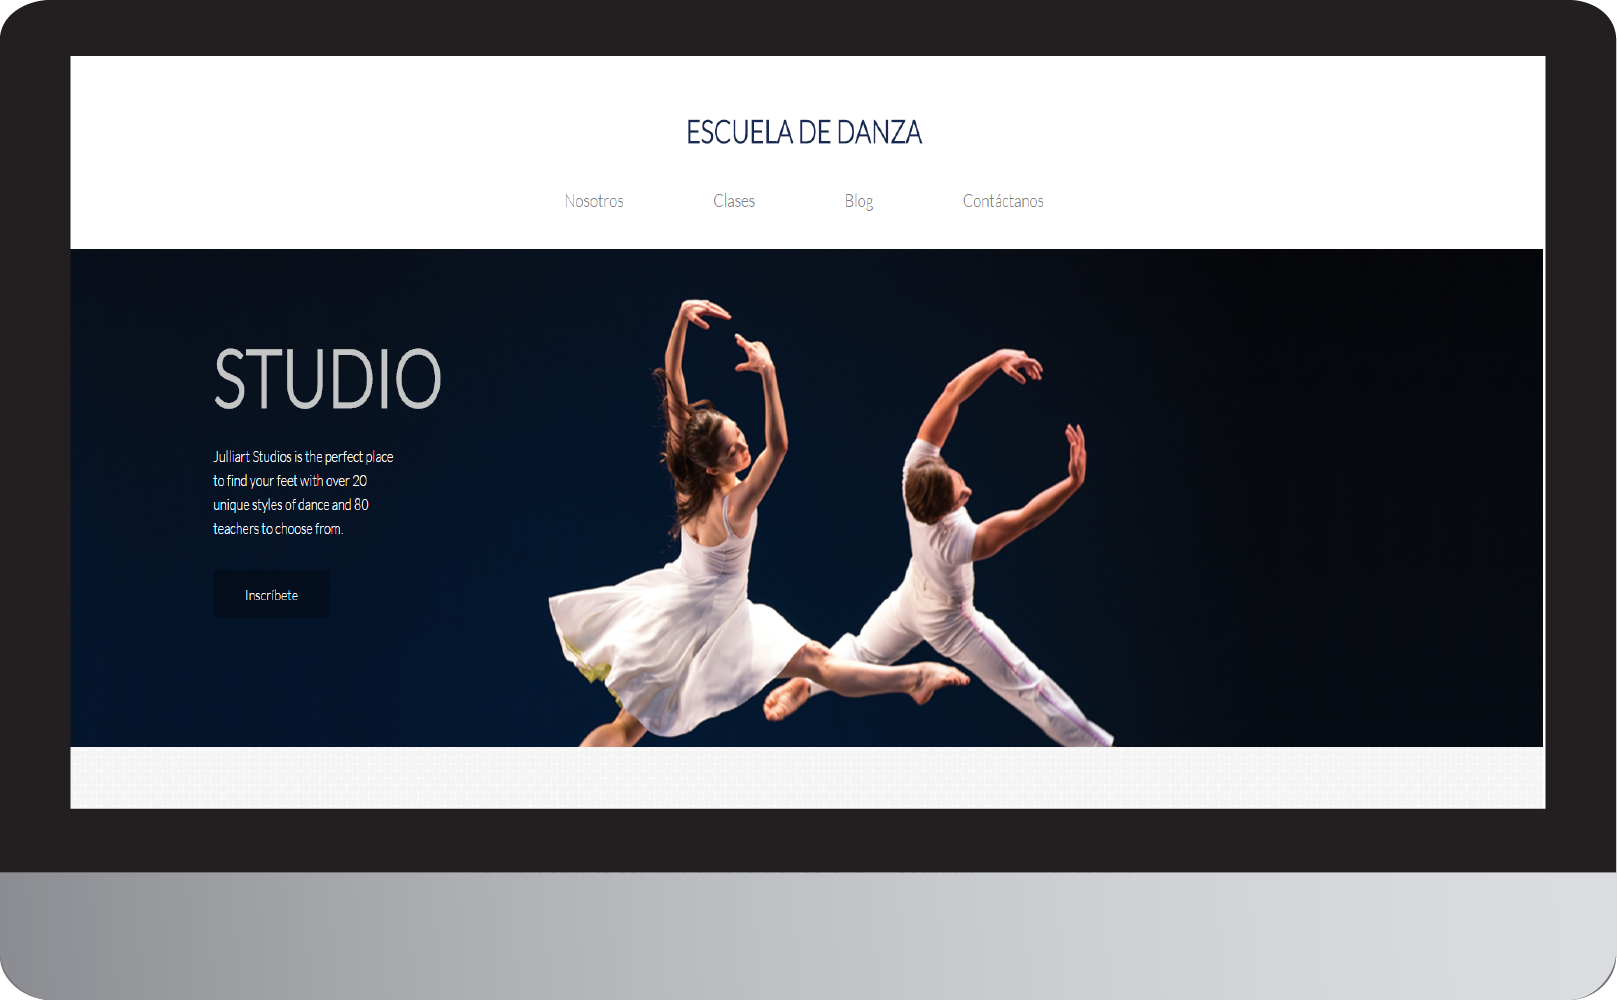 ESCUELA DE DANZA
Nosotros Clases Blog Contáctanos
STUDIO
Julliart Studios is the perfect place
to find your feet with over 20
unique styles of dance and 80
teachers to choose from.
Inscríbete